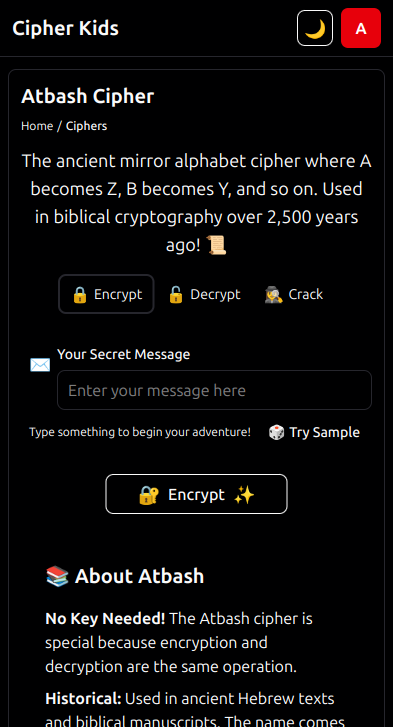 Cipher Kids
A
Atbash Cipher
Home / Ciphers
The ancient mirror alphabet cipher where A
becomes Z, B becomes Y, and so on. Used
in biblical cryptography over 2,500 years
ago! 📜
🔒 Encrypt
🔓 Decrypt
🕵️ Crack
Your Secret Message
Enter your message here
Type something to begin your adventure!
🎲 Try Sample
🔐 Encrypt ✨
📚 About Atbash
No Key Needed! The Atbash cipher is
special because encryption and
decryption are the same operation.
Historical: Used in ancient Hebrew texts
and biblical manuscripts. The name comes